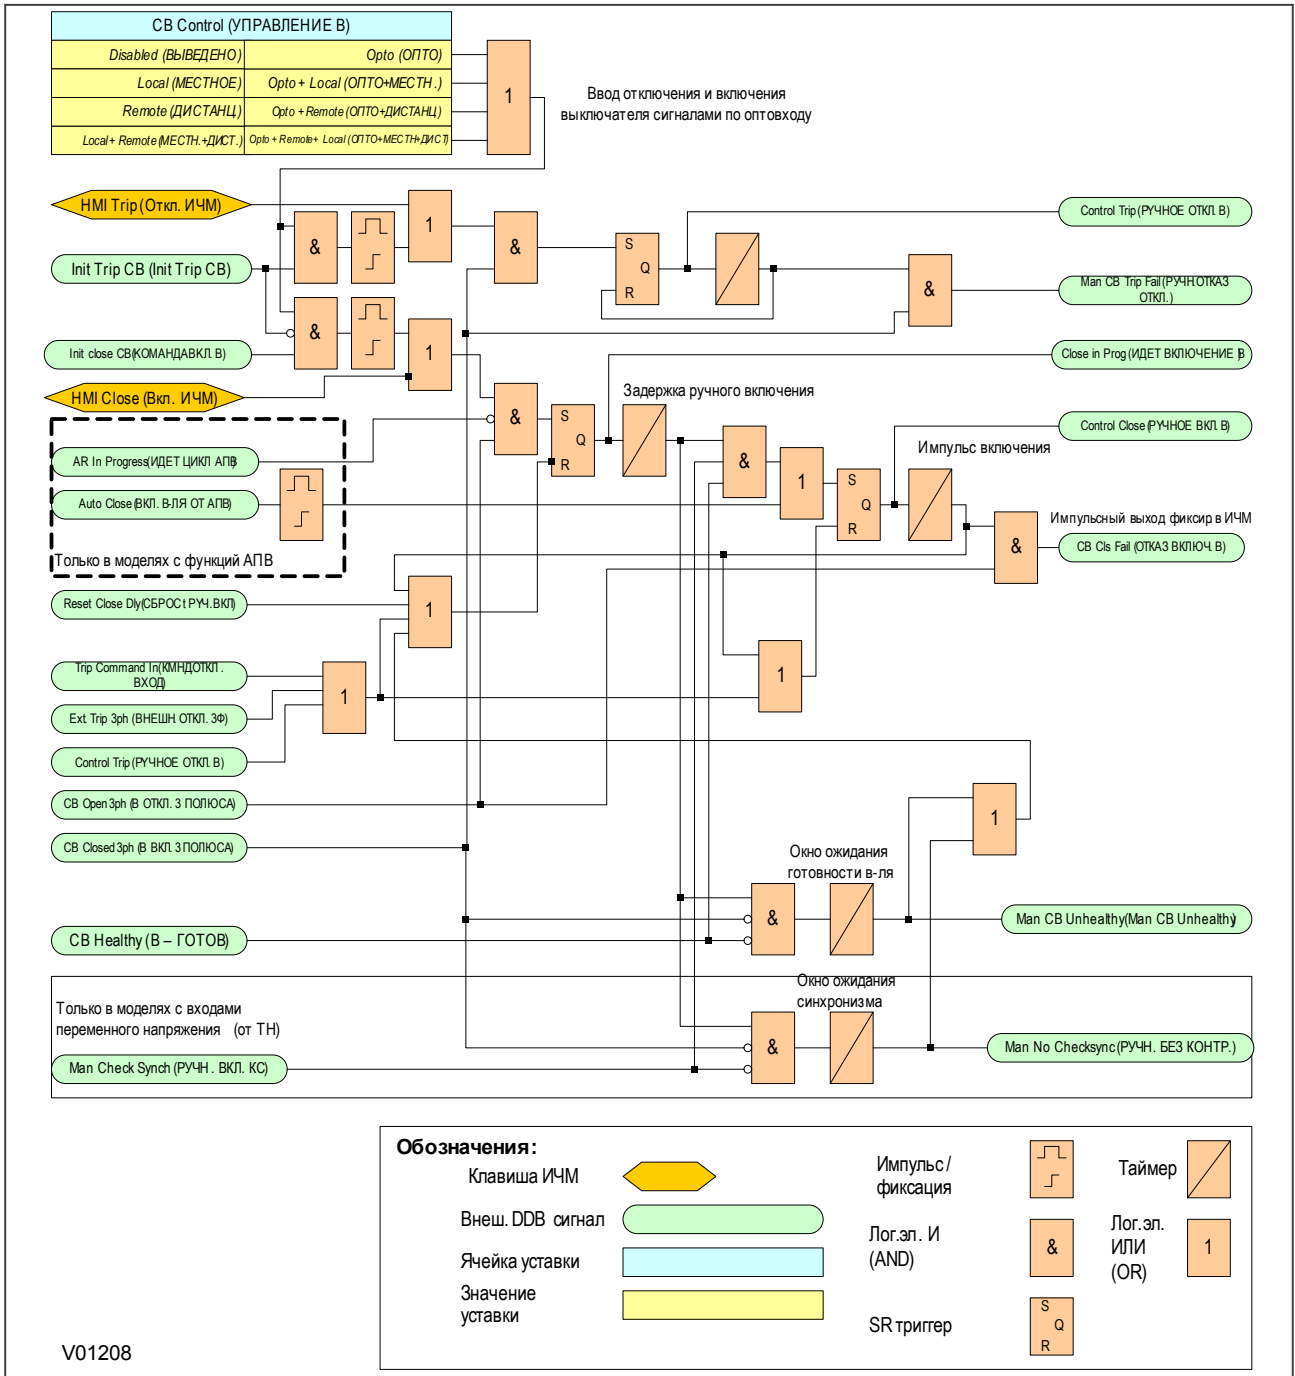 CB Control (УПРАВЛЕНИЕ В)
Disabled (ВЫВЕДЕНО)
Opto (ОПТО)
Local (МЕСТНОЕ)
Opto + Local (ОПТО+МЕСТН.)
Remote (ДИСТАНЦ)
Opto + Remote (ОПТО+ДИСТАНЦ)
Local + Remote (МЕСТН.+ДИСТ.)
Opto + Remote + Local (ОПТО+МЕСТН+ДИСТ)
1
Ввод отключения и включения
выключателя сигналами по оптовходу
HMI Trip (Откл. ИЧМ)
1
Control Trip (РУЧНОЕ ОТКЛ. В)
&
&
S
Q
R
Init Trip CB (Init Trip CB)
&
Man CB Trip Fail (РУЧН ОТКАЗ
ОТКЛ.)
&
1
Init close CB (КОМАНДА ВКЛ. В)
Close in Prog (ИДЕТ ВКЛЮЧЕНИЕ В
HMI Close (Вкл. ИЧМ)
Задержка ручного включения
&
S
Q
R
Control Close (РУЧНОЕ ВКЛ. В)
Импульс включения
AR In Progress (ИДЕТ ЦИКЛ АПВ)
&
1
S
Q
R
Auto Close (ВКЛ. В-ЛЯ ОТ АПВ)
Импульсный выход фиксир в ИЧМ
&
CB Cls Fail (ОТКАЗ ВКЛЮЧ. В)
Только в моделях с функций АПВ
Reset Close Dly (СБРОС t РУЧ.ВКЛ)
1
Trip Command In (КМНД ОТКЛ.
ВХОД)
1
1
Ext. Trip 3ph (ВНЕШН. ОТКЛ. 3Ф)
Control Trip (РУЧНОЕ ОТКЛ. В)
CB Open 3ph (В ОТКЛ. 3 ПОЛЮСА)
1
CB Closed 3ph (В ВКЛ. 3 ПОЛЮСА)
Окно ожидания
готовности в-ля
&
Man CB Unhealthy (Man CB Unhealthy)
CB Healthy (В – ГОТОВ)
Окно ожидания
синхронизма
Только в моделях с входами
переменного напряжения (от ТН)
&
Man No Checksync (РУЧН. БЕЗ КОНТР.)
Man Check Synch (РУЧН. ВКЛ. КС)
Обозначения:
Клавиша ИЧМ
Импульс /
фиксация
Таймер
Внеш. DDB сигнал
Лог.эл. И
(AND)
&
Лог.эл.
ИЛИ
(OR)
1
Ячейка уставки
Значение
уставки
SR триггер
S
Q
R
V01208